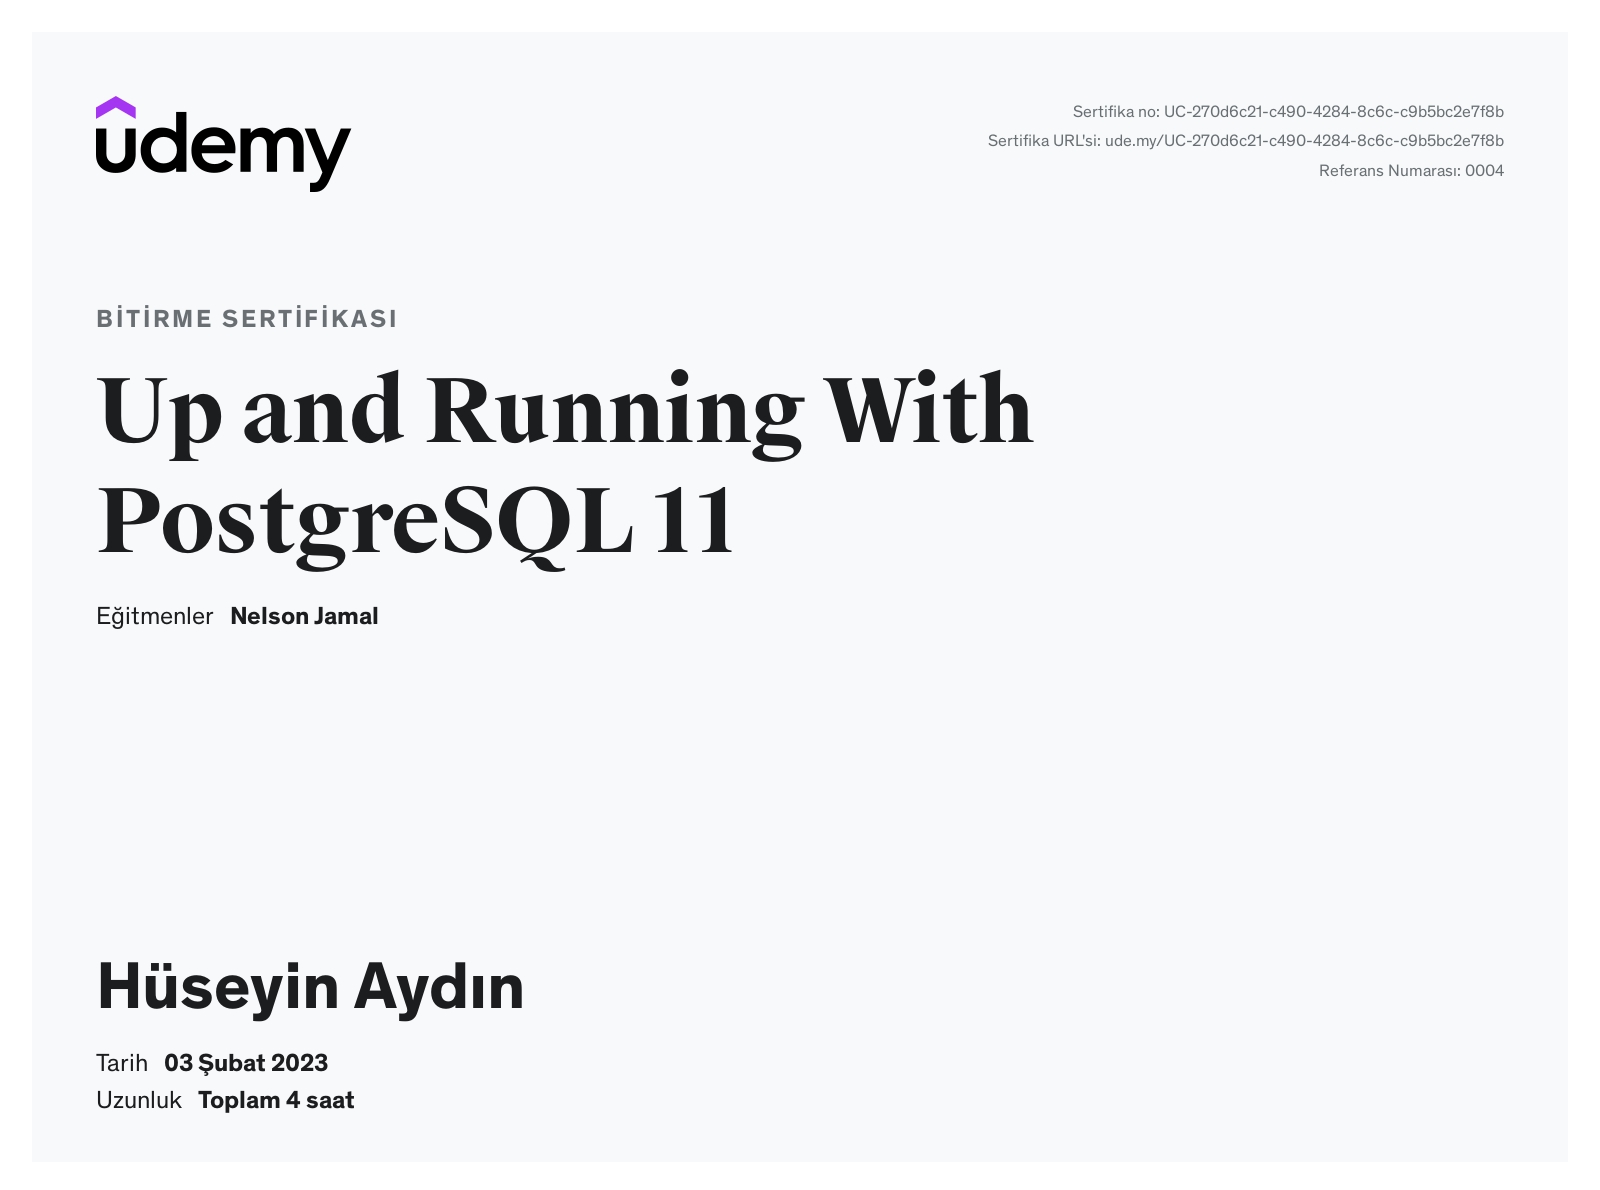 udemy
Sertifika no: UC-270d6c21-c490-4284-8c6c-c9b5bc2e7f8b
Sertifika URL'si: ude.my/UC-270d6c21-c490-4284-8c6c-c9b5bc2e7f8b
Referans Numarası: 0004
BİTİRME SERTİFİKASI
Up and Running With
PostgreSQL 11
Eğitmenler Nelson Jamal
Hüseyin Aydın
Tarih 03 Şubat 2023
Uzunluk Toplam 4 saat